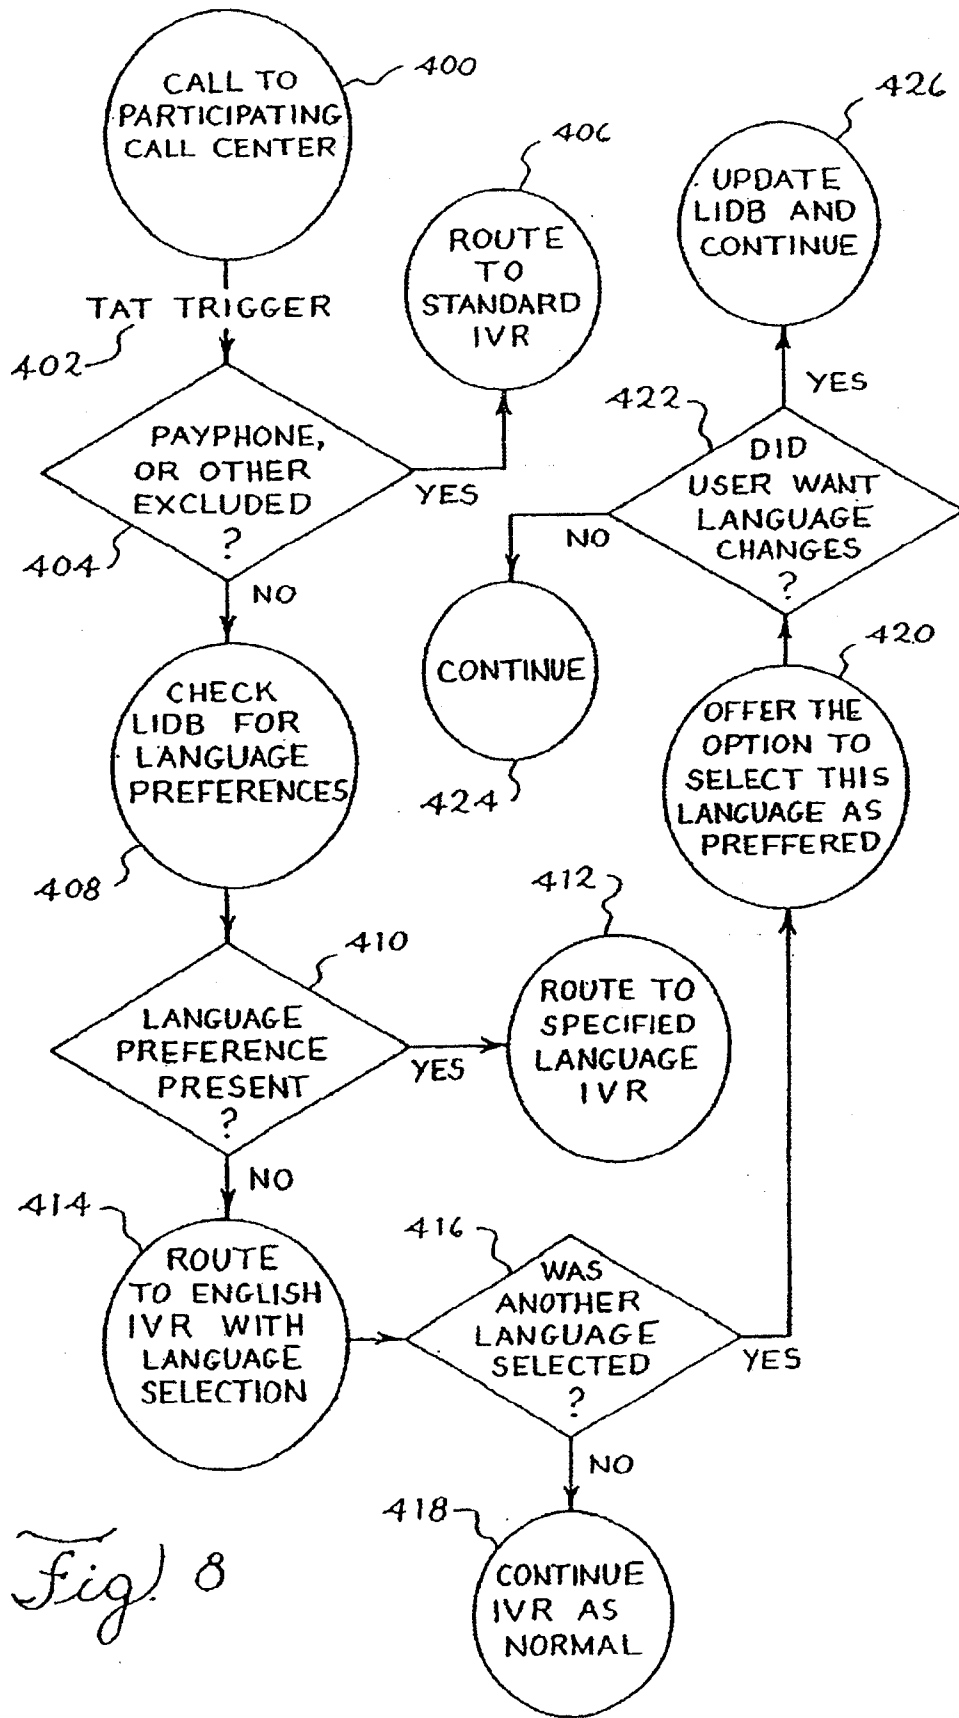 CALL TO
PARTICIPATING
CALL CENTER
400
TAT TRIGGER
402
PAYPHONE,
OR OTHER
EXCLUDED
?
404
YES
NO
406
ROUTE
TO
STANDARD
IVR
CHECK
LIDB FOR
LANGUAGE
PREFERENCES
408
410
LANGUAGE
PREFERENCE
PRESENT
?
YES
NO
412
ROUTE TO
SPECIFIED
LANGUAGE
IVR
414
ROUTE
TO ENGLISH
IVR WITH
LANGUAGE
SELECTION
416
WAS
ANOTHER
LANGUAGE
SELECTED
?
YES
NO
418
CONTINUE
IVR AS
NORMAL
420
OFFER THE
OPTION TO
SELECT THIS
LANGUAGE AS
PREFFERED
422
DID
USER WANT
LANGUAGE
CHANGES
?
NO
YES
CONTINUE
424
426
UPDATE
LIDB AND
CONTINUE
Fig. 8